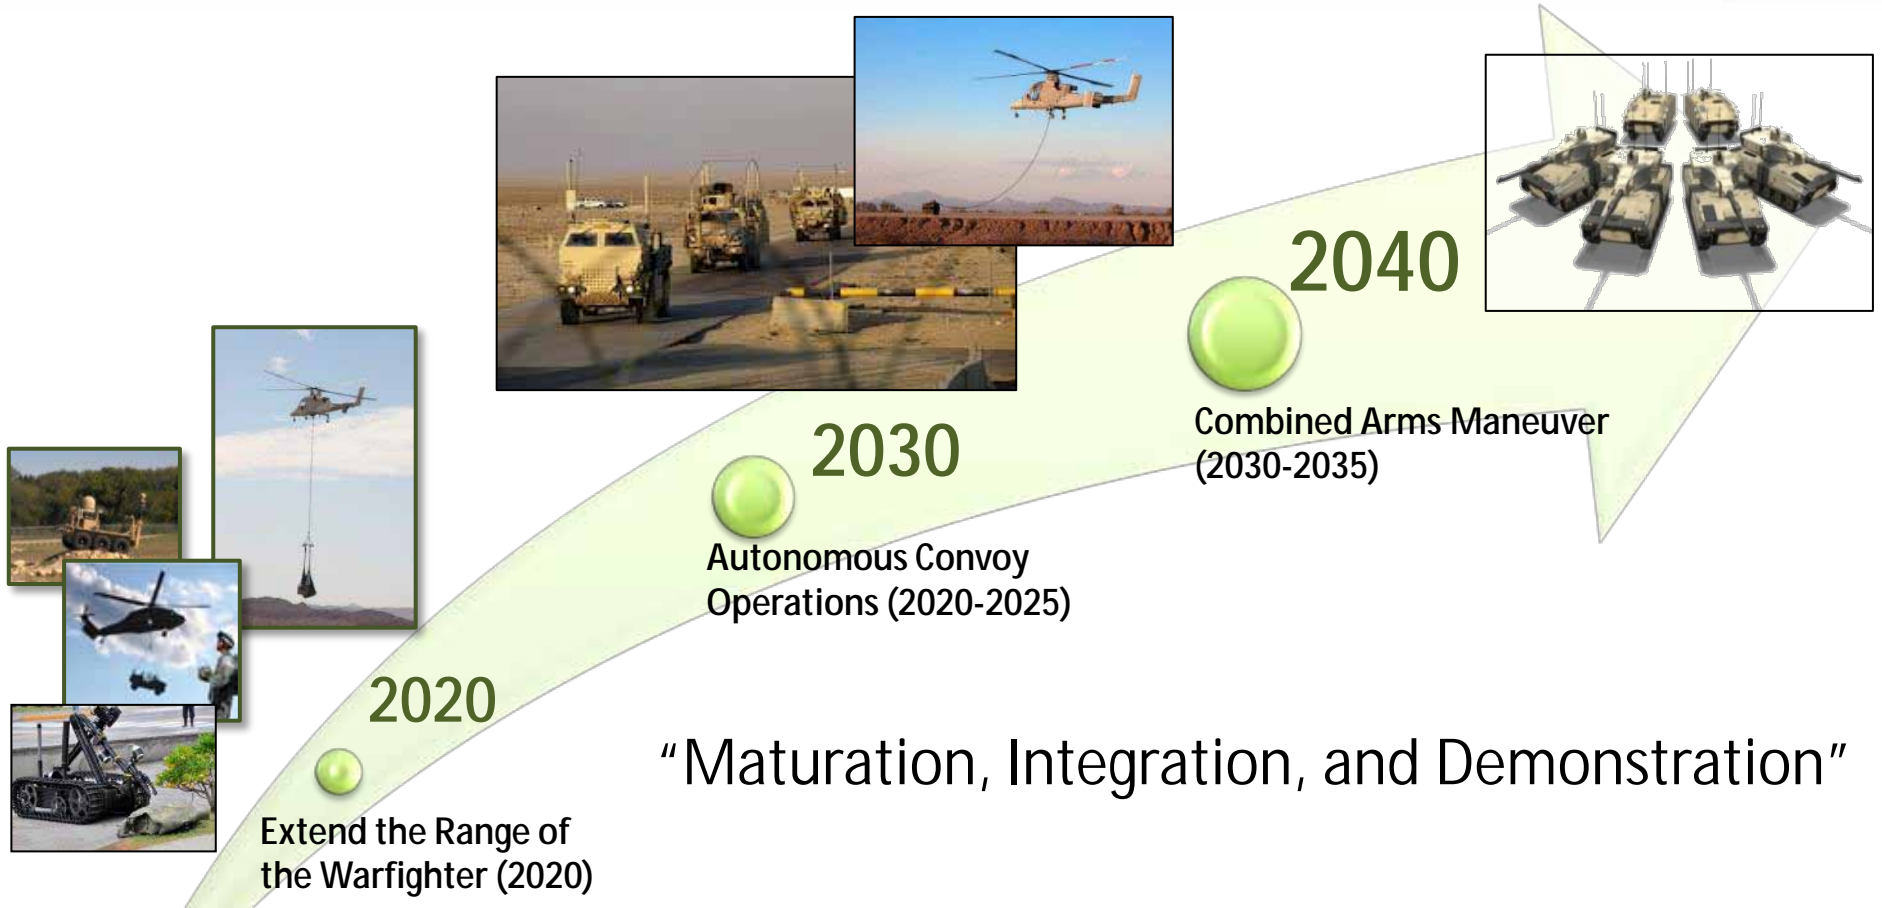 2040
Combined Arms Maneuver
(2030-2035)
2030
Autonomous Convoy
Operations (2020-2025)
2020
Extend the Range of
the Warfighter (2020)
“Maturation, Integration, and Demonstration”